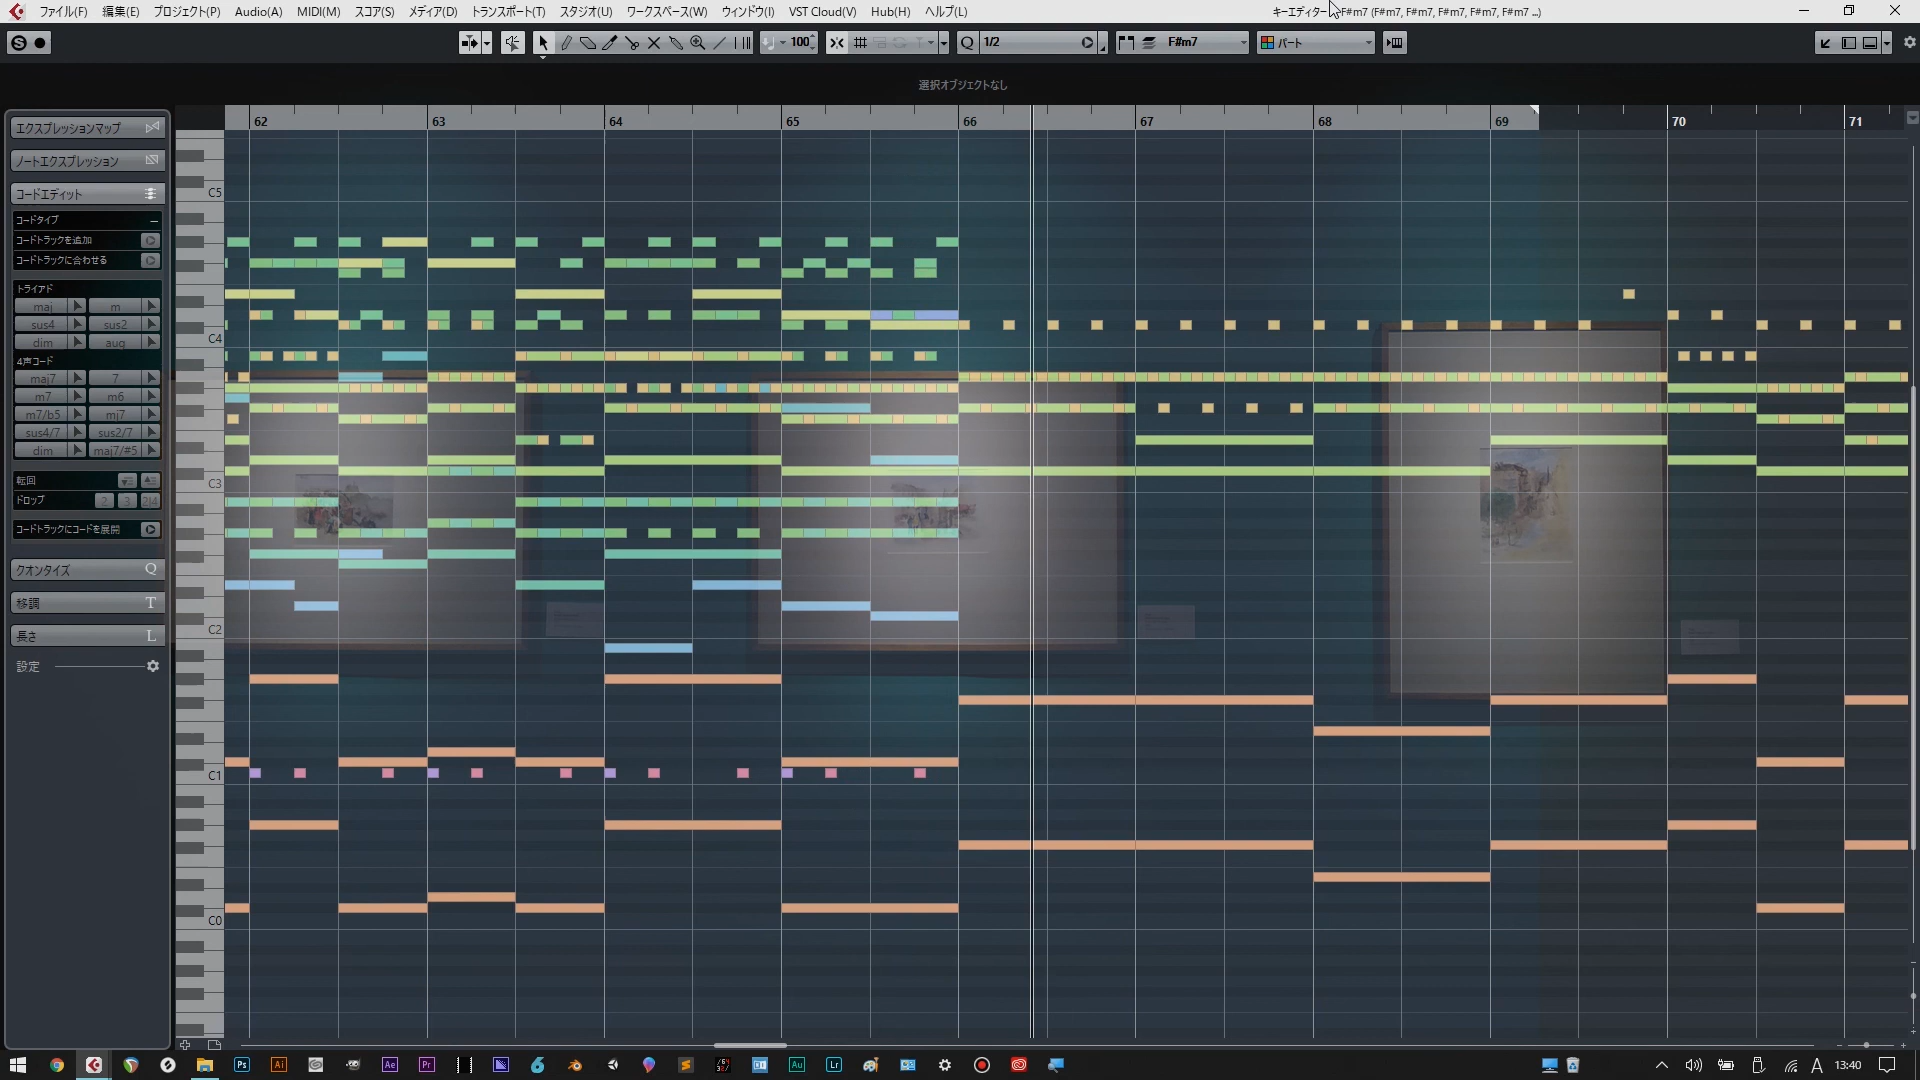 ファイル(F) 編集(E) プロジェクト(P) Audio(A) MIDI(M) スコア(S) メディア(D) トランスポート(T) スタジオ(U) ワークスペース(W) ウィンドウ(I) VST Cloud(V) Hub(H) ヘルプ(L)
キーエディター: F#m7 (F#m7, F#m7, F#m7, F#m7, F#m7 ...)
S 100 Q 1/2 F#m7 パート
選択オブジェクトなし
62 63 64 65 66 67 68 69 70 71
エクスプレッションマップ
ノートエクスプレッション
コードエディット
コードタイプ
コードトラックを追加
コードトラックに合わせる
トライアド
maj m
sus4 sus2
dim aug
4声コード
maj7 7
m7 m6
m7/b5 mj7
sus4/7 sus2/7
dim maj7/#5
転回
ドロップ 2 3 2|4
コードトラックにコードを展開
クオンタイズ Q
移調 T
長さ L
設定
C5
C4
C3
C2
C1
C0
Ps Ai Ae Pr Au Lr A 13:40